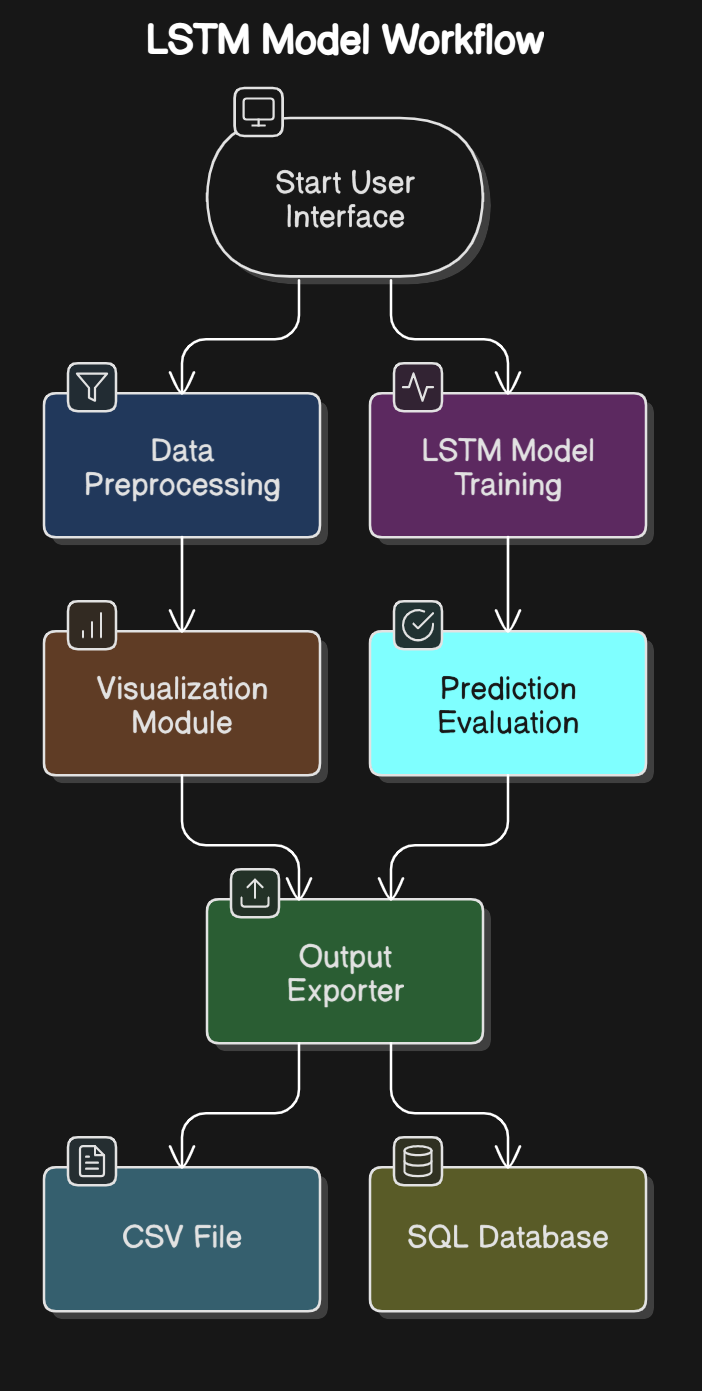 LSTM Model Workflow
Start User
Interface
Data
Preprocessing
LSTM Model
Training
Visualization
Module
Prediction
Evaluation
Output
Exporter
CSV File
SQL Database